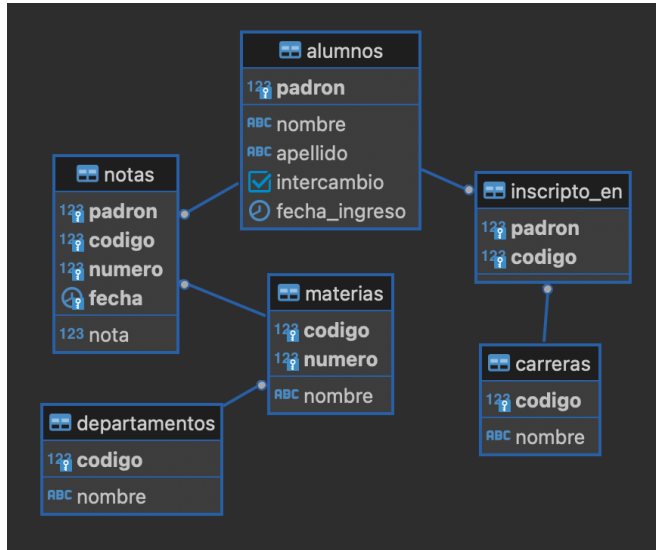 alumnos
123 padron
ABC nombre
ABC apellido
intercambio
fecha_ingreso
notas
123 padron
123 codigo
123 numero
fecha
123 nota
inscripto_en
123 padron
123 codigo
materias
123 codigo
123 numero
ABC nombre
carreras
123 codigo
ABC nombre
departamentos
123 codigo
ABC nombre